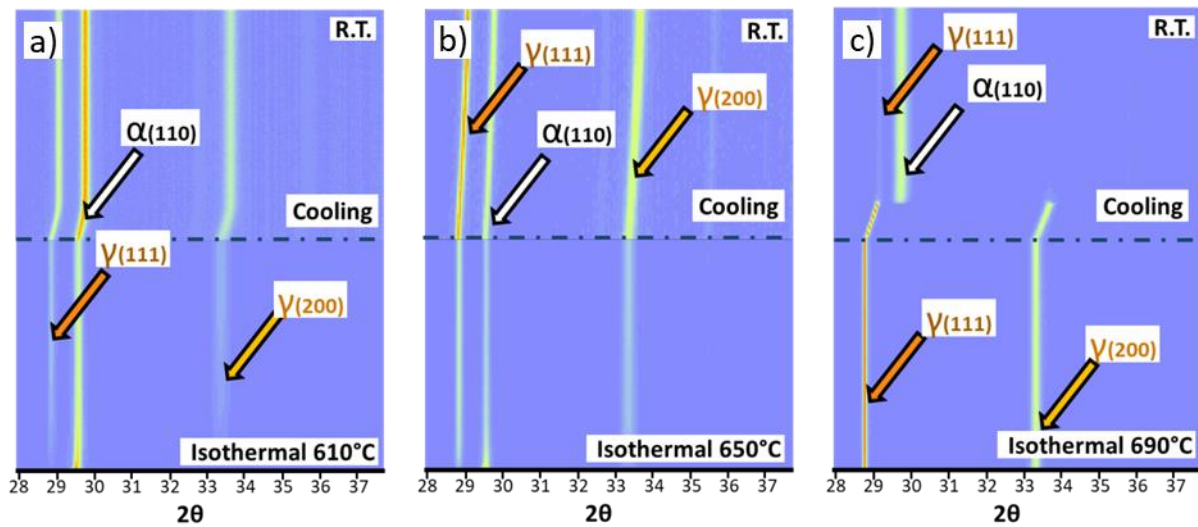 a)
R.T.
α(110)
Cooling
γ(111)
γ(200)
Isothermal 610°C
28 29 30 31 32 33 34 35 36 37
2θ
b)
R.T.
γ(111)
γ(200)
α(110)
Cooling
Isothermal 650°C
28 29 30 31 32 33 34 35 36 37
2θ
c)
R.T.
γ(111)
α(110)
Cooling
γ(111)
γ(200)
Isothermal 690°C
28 29 30 31 32 33 34 35 36 37
2θ